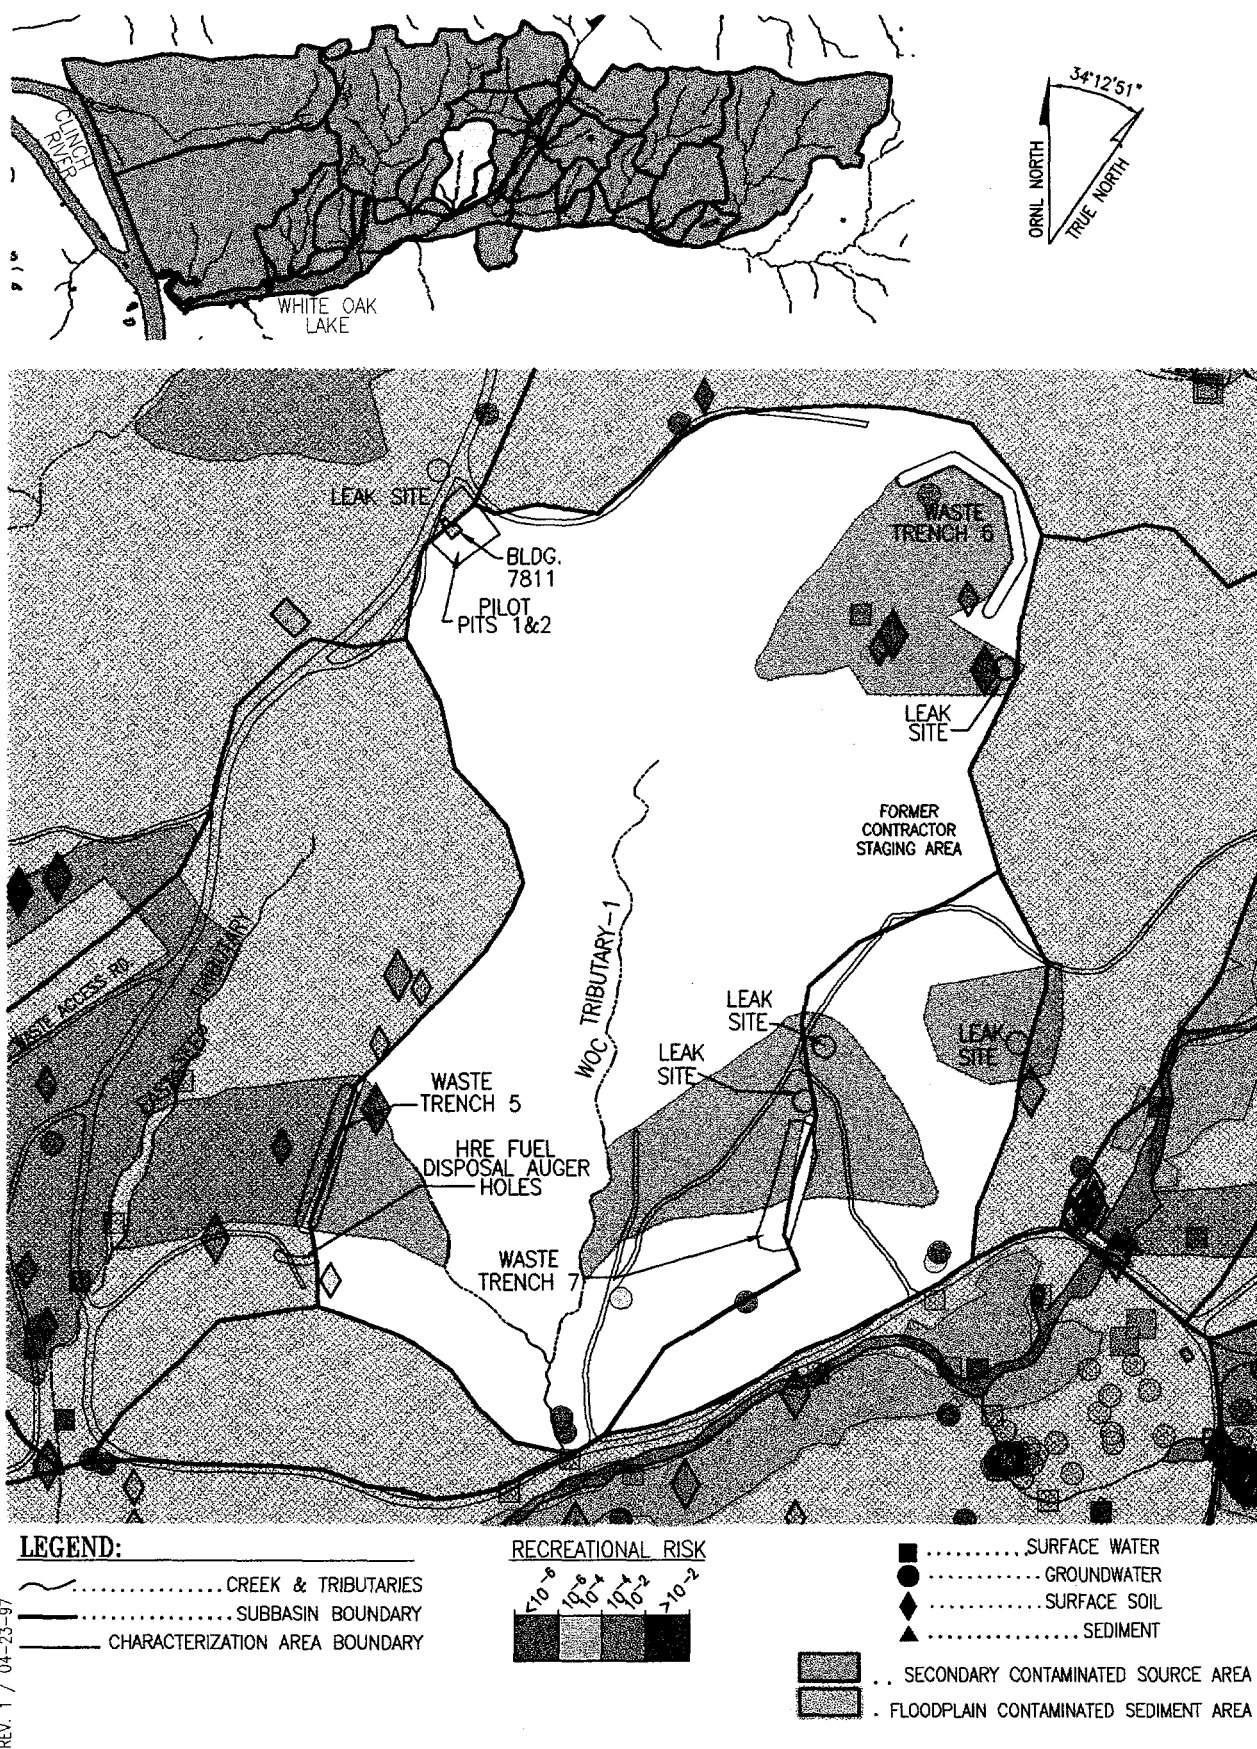 CLINCH
RIVER
WHITE OAK
LAKE
34°12'51"
ORNL NORTH
TRUE NORTH
LEAK SITE
BLDG.
7811
PILOT
PITS 1&2
WASTE
TRENCH 6
LEAK
SITE
FORMER
CONTRACTOR
STAGING AREA
WOC TRIBUTARY-1
TRIBUTARY
WASTE ACCESS RD.
LEAK
SITE
LEAK
SITE
LEAK
SITE
WASTE
TRENCH 5
HRE FUEL
DISPOSAL AUGER
HOLES
WASTE
TRENCH 7
LEGEND:
CREEK & TRIBUTARIES
SUBBASIN BOUNDARY
CHARACTERIZATION AREA BOUNDARY
RECREATIONAL RISK
<10⁻⁶
10⁻⁶ 10⁻⁴
10⁻⁴ 10⁻²
>10⁻²
SURFACE WATER
GROUNDWATER
SURFACE SOIL
SEDIMENT
SECONDARY CONTAMINATED SOURCE AREA
FLOODPLAIN CONTAMINATED SEDIMENT AREA
REV. 1 / 04-23-97